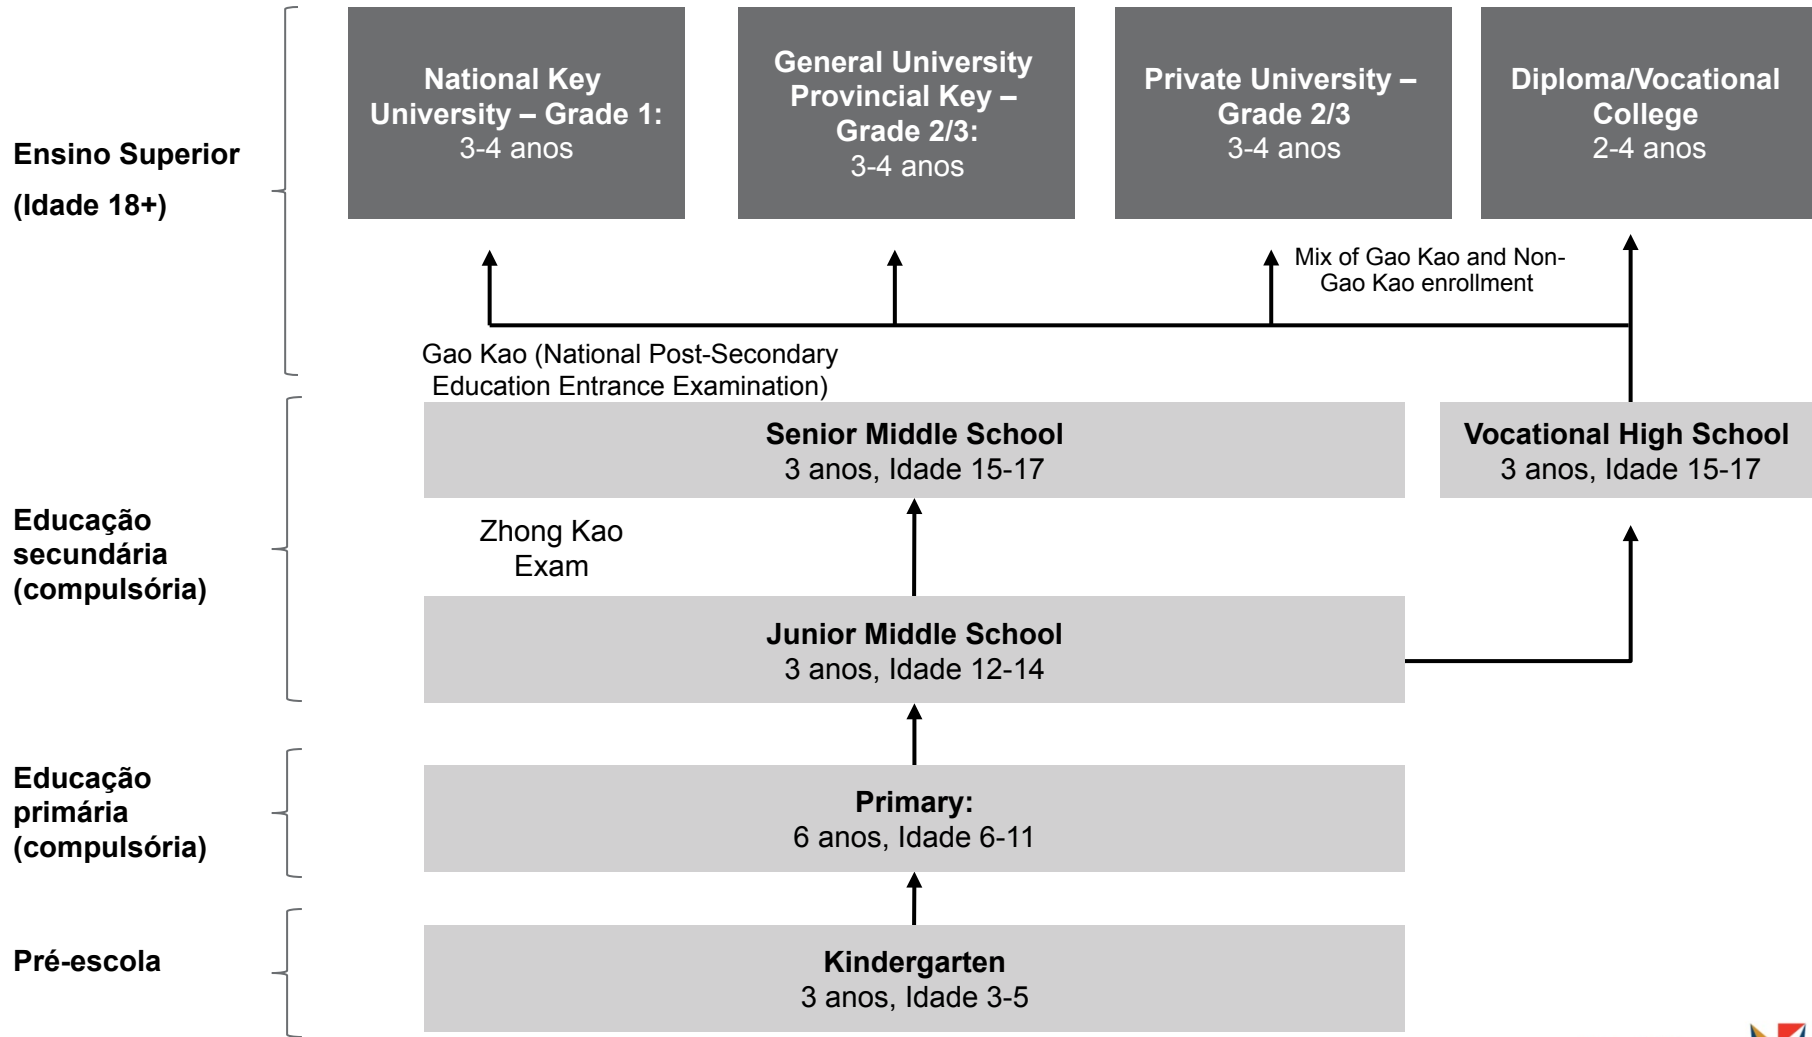 National Key
University – Grade 1:
3-4 anos
General University
Provincial Key –
Grade 2/3:
3-4 anos
Private University –
Grade 2/3
3-4 anos
Diploma/Vocational
College
2-4 anos
Ensino Superior
(Idade 18+)
Mix of Gao Kao and Non-
Gao Kao enrollment
Gao Kao (National Post-Secondary
Education Entrance Examination)
Senior Middle School
3 anos, Idade 15-17
Vocational High School
3 anos, Idade 15-17
Educação
secundária
(compulsória)
Zhong Kao
Exam
Junior Middle School
3 anos, Idade 12-14
Educação
primária
(compulsória)
Primary:
6 anos, Idade 6-11
Pré-escola
Kindergarten
3 anos, Idade 3-5